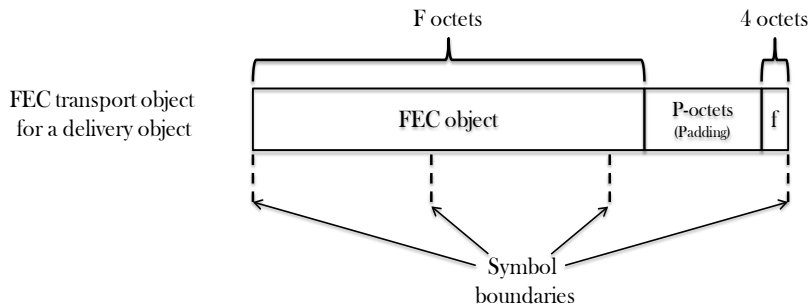 F octets
4 octets
FEC transport object
for a delivery object
FEC object
P-octets
(Padding)
f
Symbol
boundaries